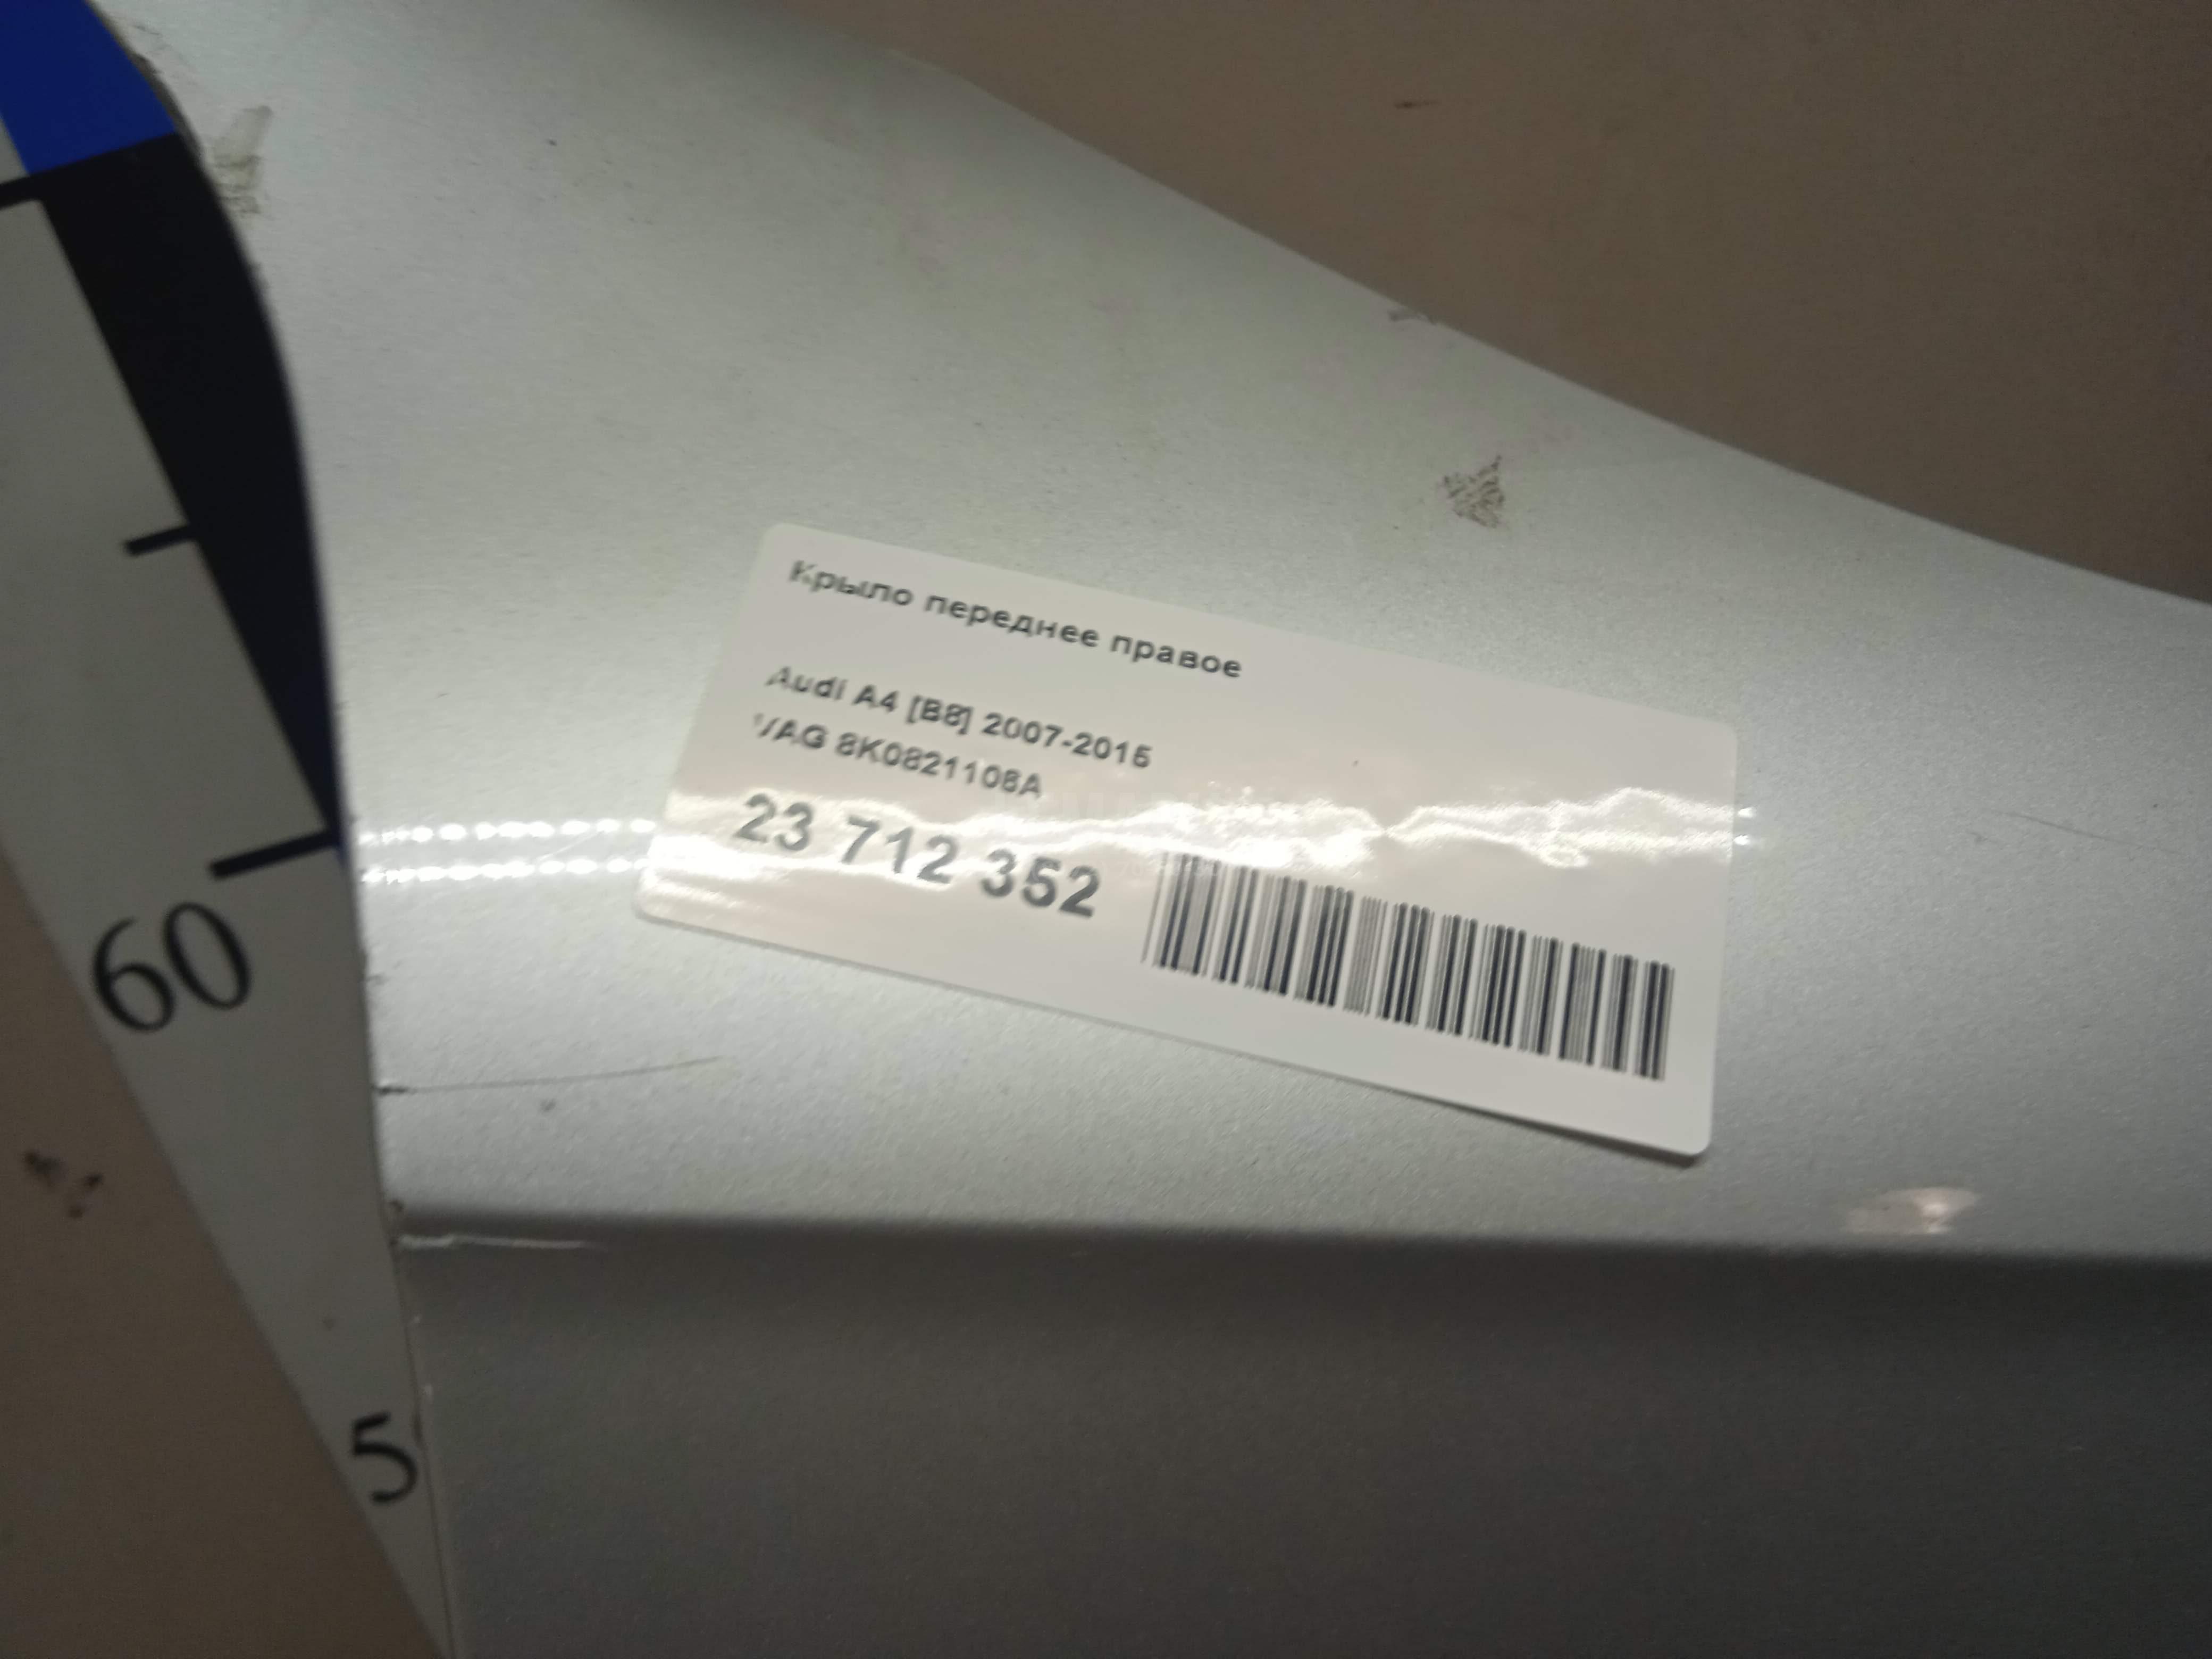 Крыло переднее правое
Audi A4 [B8] 2007-2015
VAG 8K0821106A
23 712 352
60
5